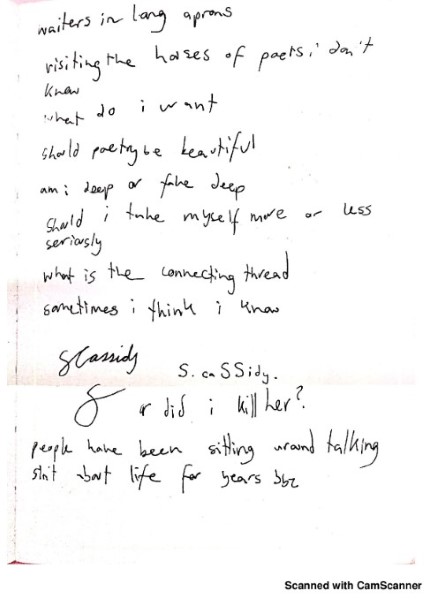 waiters in long aprons
visiting the houses of poets i don't
know
what do i want
should poetry be beautiful
am i deep or fake deep
should i take myself more or less
seriously
what is the connecting thread
sometimes i think i know
SCassidy
S. caSSidy.
or did i kill her?
people have been sitting around talking
shit about life for years bbz
Scanned with CamScanner